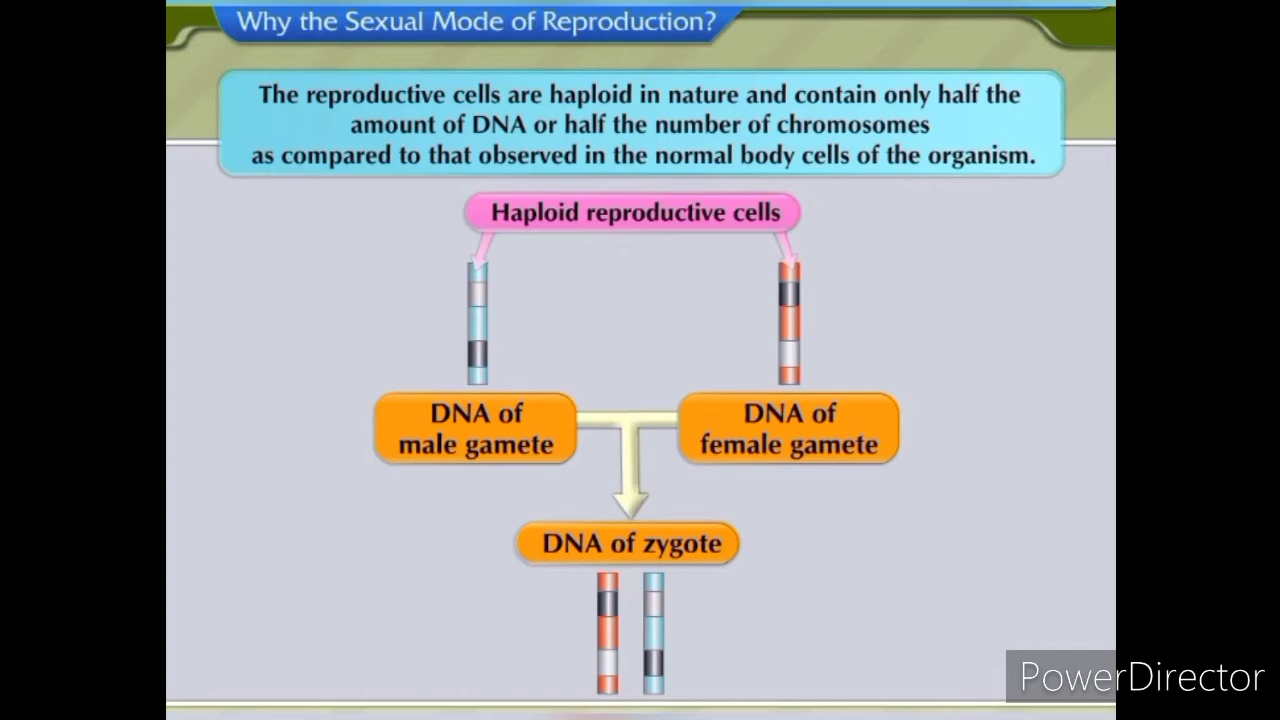 Why the Sexual Mode of Reproduction?
The reproductive cells are haploid in nature and contain only half the
amount of DNA or half the number of chromosomes
as compared to that observed in the normal body cells of the organism.
Haploid reproductive cells
DNA of
male gamete
DNA of
female gamete
DNA of zygote
PowerDirector